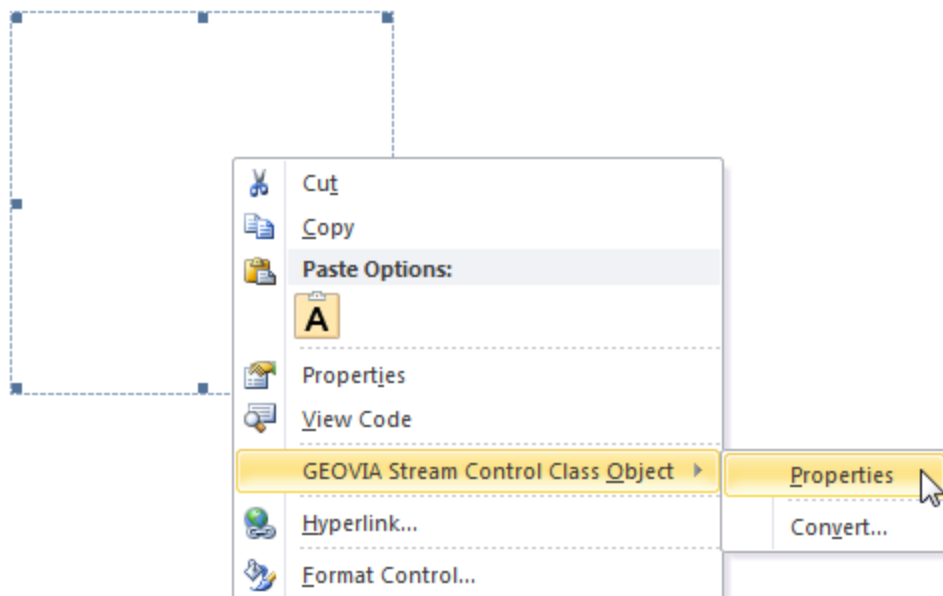 Cut
Copy
Paste Options:
A
Properties
View Code
GEOVIA Stream Control Class Object
Properties
Convert...
Hyperlink...
Format Control...